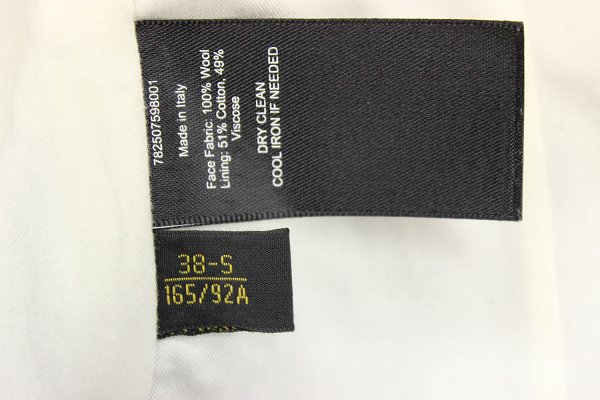 782507598001
Made in Italy
Face Fabric: 100% Wool
Lining: 51% Cotton, 49%
Viscose
DRY CLEAN
COOL IRON IF NEEDED
38-S
165/92A